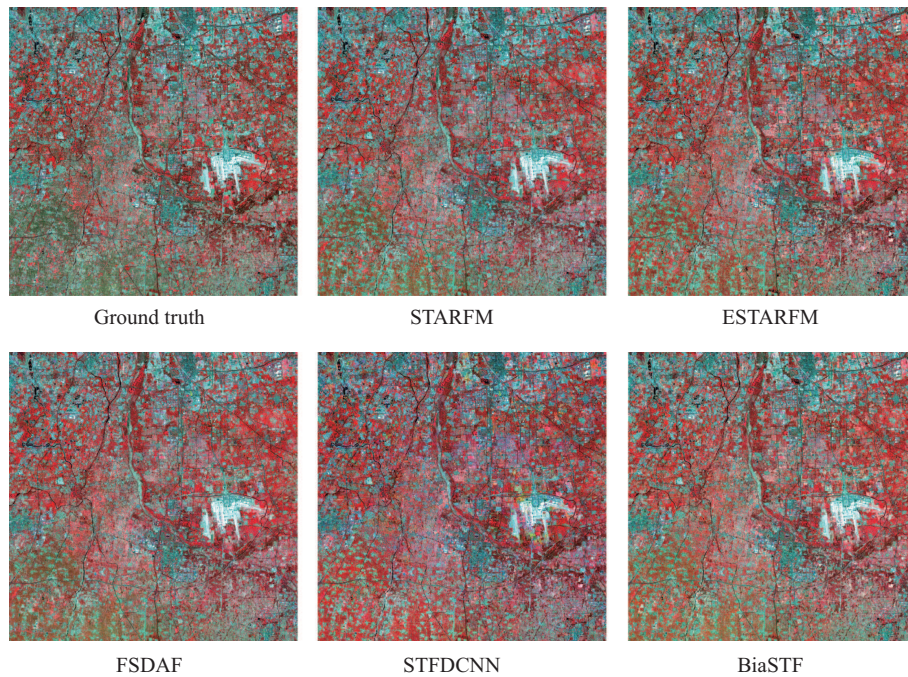 Ground truth
STARFM
ESTARFM
FSDAF
STFDCNN
BiaSTF